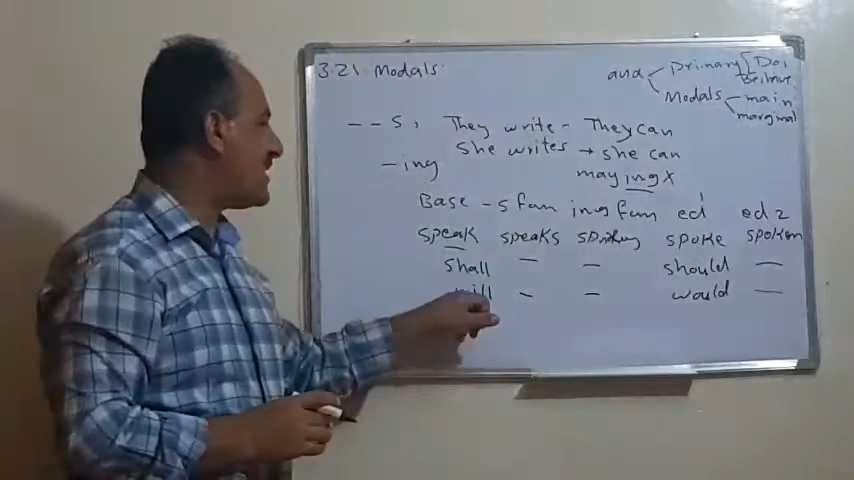 3.21 Modals
aux Primary Do,
Be, have
Modals main
marginal
-- s, They write - They can
She writes → she can
- ing
may ing X
Base - s form ing form ed1 ed2
speak speaks spoke spoken
shall — — should —
will - — would —